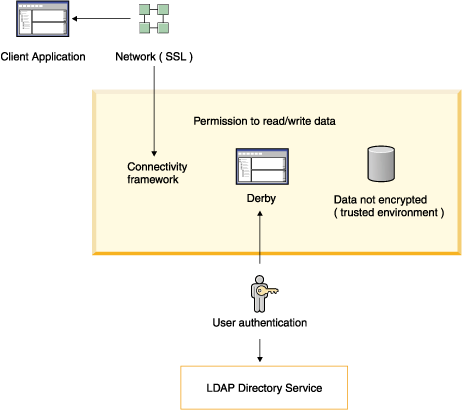 Client Application
Network ( SSL )
Permission to read/write data
Connectivity
framework
Derby
Data not encrypted
( trusted environment )
User authentication
LDAP Directory Service